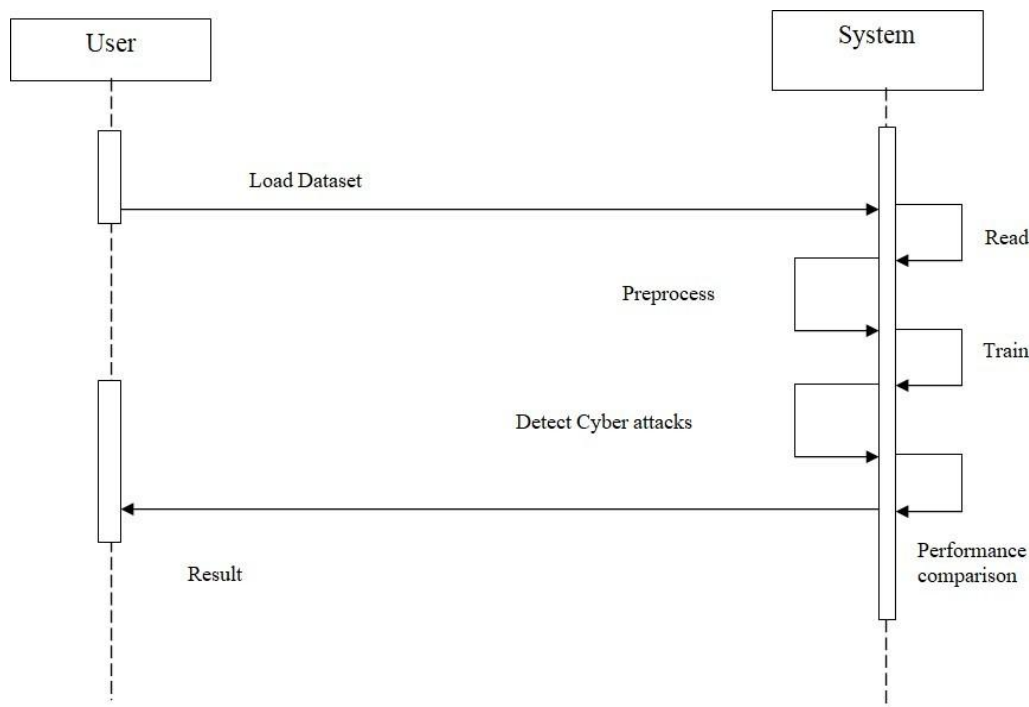 User
System
Load Dataset
Read
Preprocess
Train
Detect Cyber attacks
Performance
comparison
Result